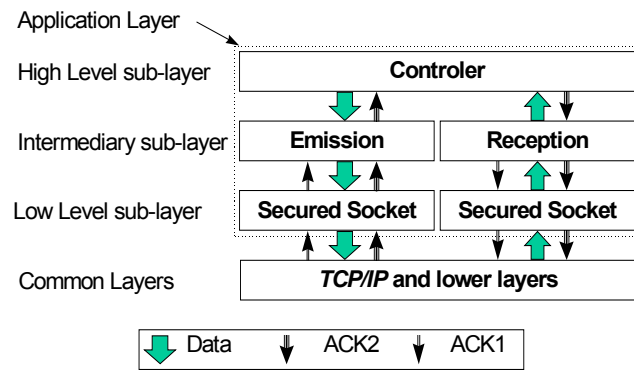 Application Layer
High Level sub-layer
Controler
Intermediary sub-layer
Emission
Reception
Low Level sub-layer
Secured Socket
Secured Socket
Common Layers
TCP/IP and lower layers
Data
ACK2
ACK1